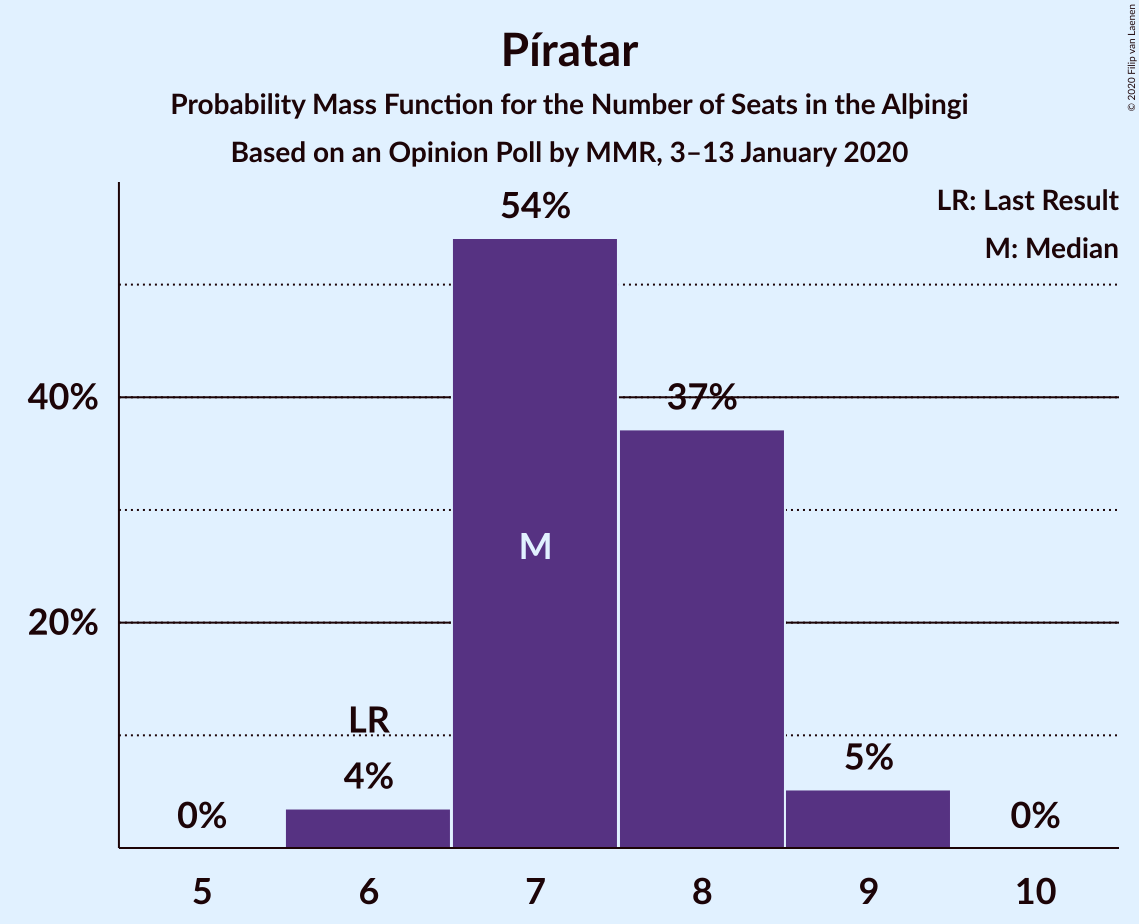 Píratar
Probability Mass Function for the Number of Seats in the Alþingi
Based on an Opinion Poll by MMR, 3–13 January 2020
© 2020 Filip van Laenen
LR: Last Result
M: Median
54%
40%
37%
M
20%
LR
4%
5%
0%
0%
5 6 7 8 9 10